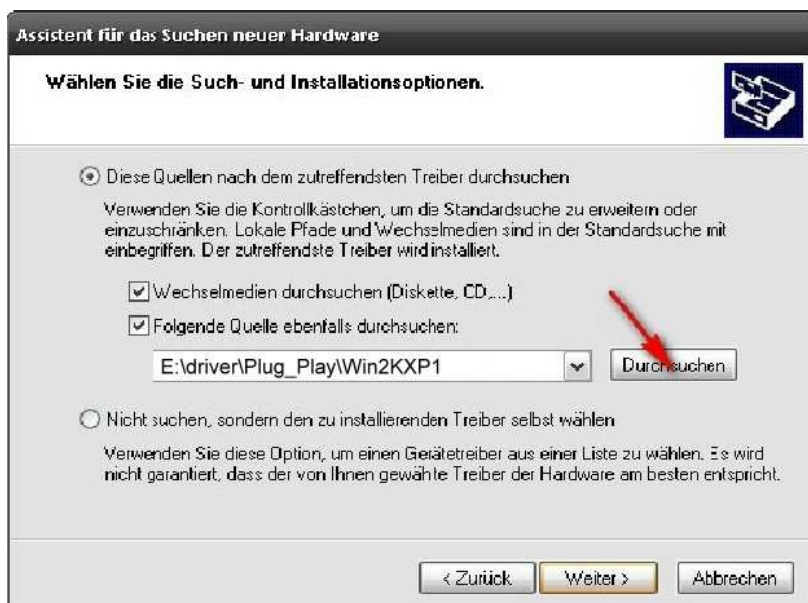 Assistent für das Suchen neuer Hardware
Wählen Sie die Such- und Installationsoptionen.
Diese Quellen nach dem zutreffendsten Treiber durchsuchen
Verwenden Sie die Kontrollkästchen, um die Standardsuche zu erweitern oder
einzuschränken. Lokale Pfade und Wechselmedien sind in der Standardsuche mit
einbegriffen. Der zutreffendste Treiber wird installiert.
Wechselmedien durchsuchen (Diskette, CD,...)
Folgende Quelle ebenfalls durchsuchen:
E:\driver\Plug_Play\Win2KXP1
Durchsuchen
Nicht suchen, sondern den zu installierenden Treiber selbst wählen
Verwenden Sie diese Option, um einen Gerätetreiber aus einer Liste zu wählen. Es wird
nicht garantiert, dass der von Ihnen gewähte Treiber der Hardware am besten entspricht.
< Zurück Weiter > Abbrechen